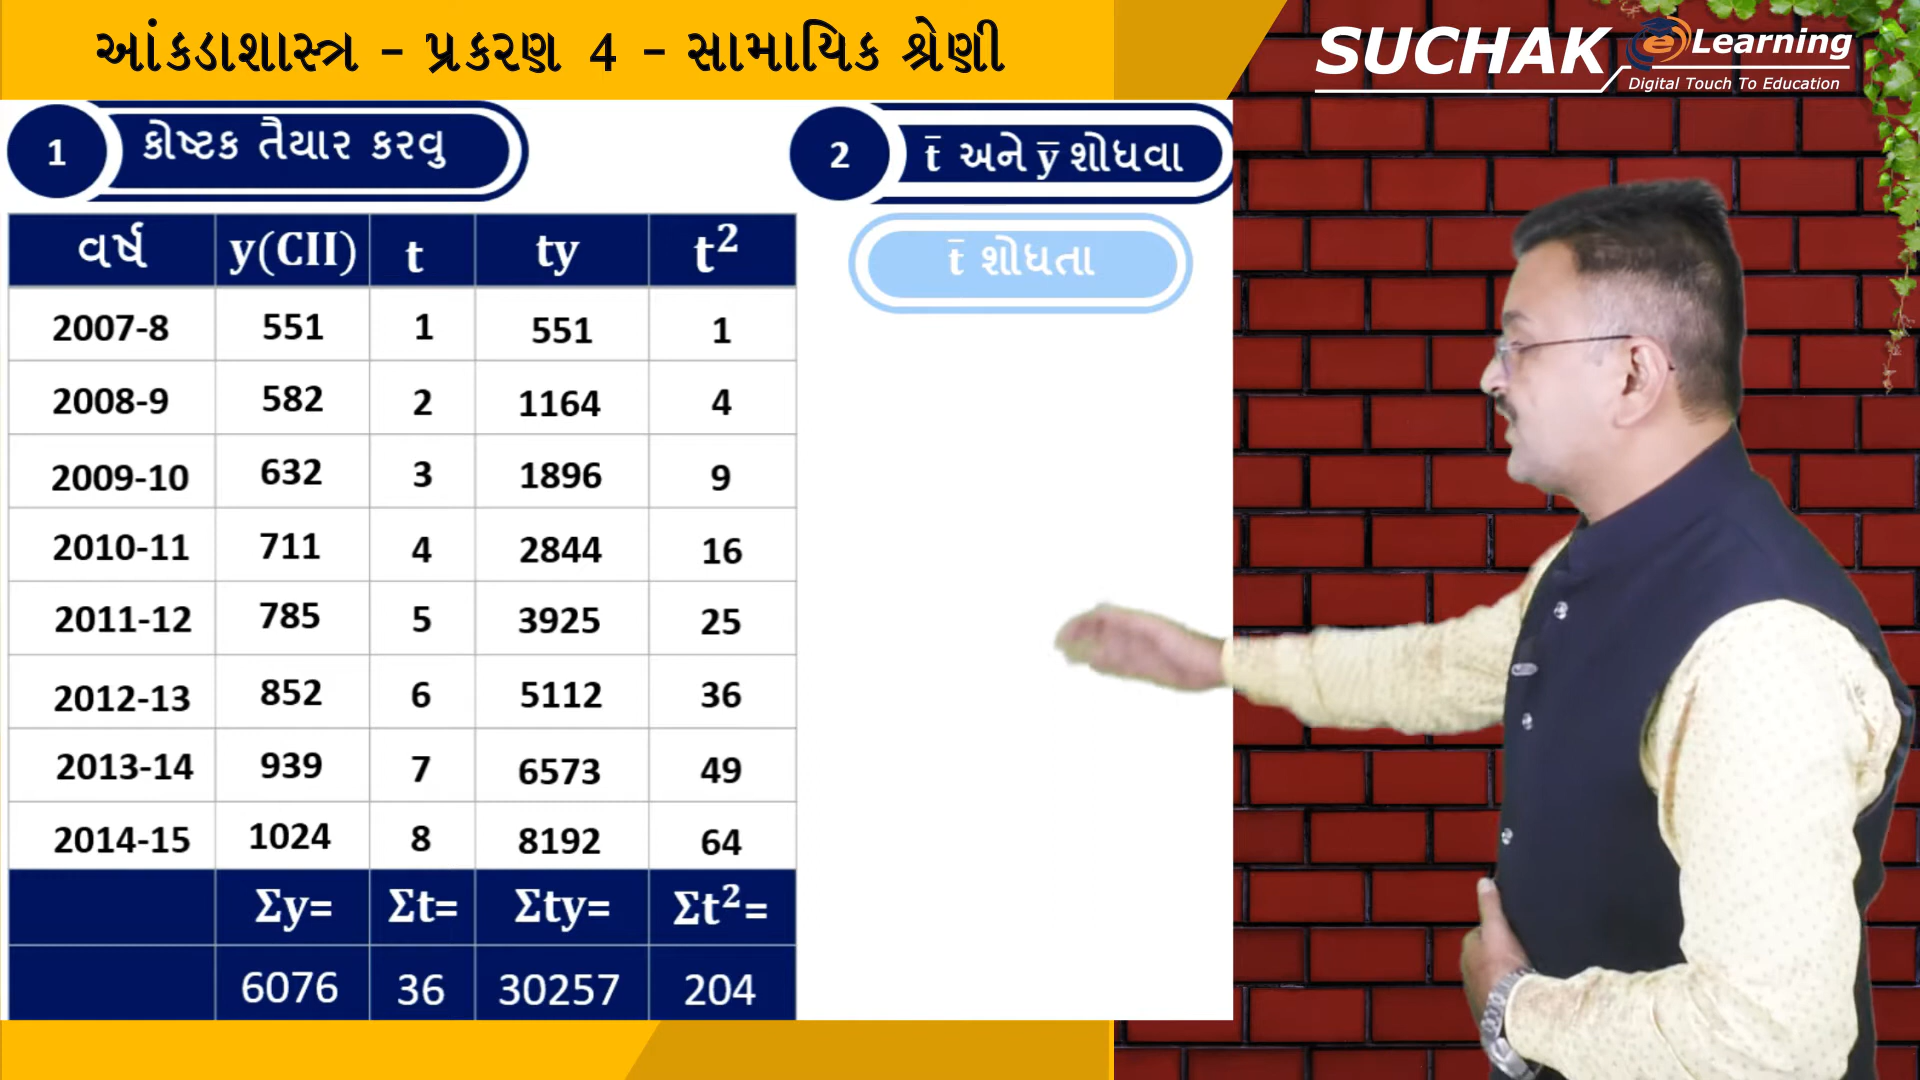 આંકડાશાસ્ત્ર - પ્રકરણ 4 - સામાયિક શ્રેણી
SUCHAK e Learning
Digital Touch To Education
1 કોષ્ટક તૈયાર કરવુ
2 t̄ અને ȳ શોધવા
t̄ શોધતા
વર્ષ y(CII) t ty t²
2007-8 551 1 551 1
2008-9 582 2 1164 4
2009-10 632 3 1896 9
2010-11 711 4 2844 16
2011-12 785 5 3925 25
2012-13 852 6 5112 36
2013-14 939 7 6573 49
2014-15 1024 8 8192 64
Σy= Σt= Σty= Σt²=
6076 36 30257 204